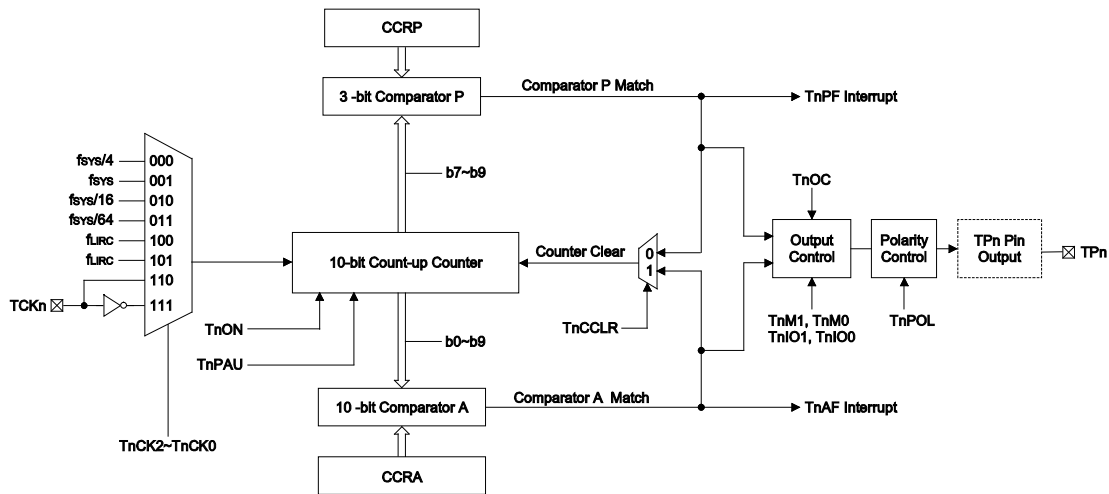 CCRP
3 -bit Comparator P
Comparator P Match
TnPF Interrupt
b7~b9
fSYS/4 000
fSYS 001
fSYS/16 010
fSYS/64 011
fLIRC 100
fLIRC 101
110
TCKn 111
10-bit Count-up Counter
Counter Clear
0
1
TnOC
Output
Control
Polarity
Control
TPn Pin
Output
TPn
TnON
TnPAU
TnCCLR
TnM1, TnM0
TnIO1, TnIO0
TnPOL
b0~b9
10 -bit Comparator A
Comparator A Match
TnAF Interrupt
TnCK2~TnCK0
CCRA